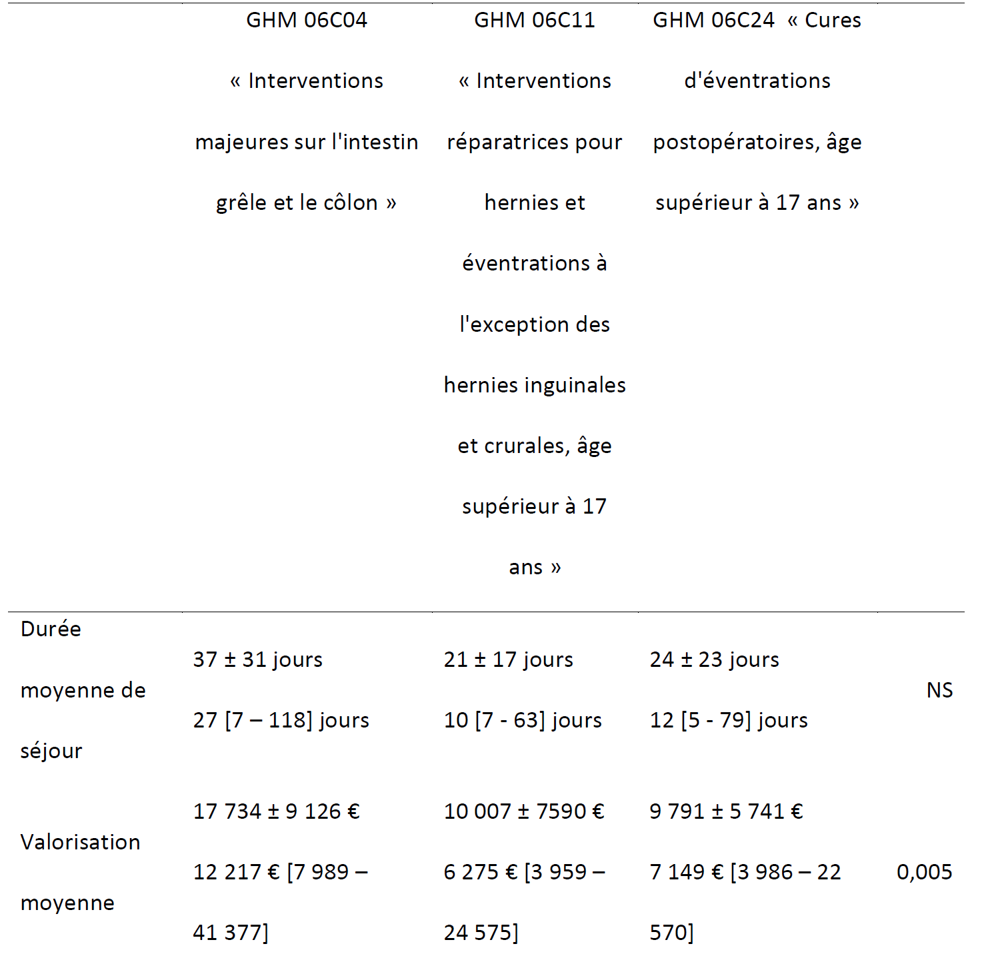 GHM 06C04
« Interventions
majeures sur l'intestin
grêle et le côlon »
GHM 06C11
« Interventions
réparatrices pour
hernies et
éventrations à
l'exception des
hernies inguinales
et crurales, âge
supérieur à 17
ans »
GHM 06C24 « Cures
d'éventrations
postopératoires, âge
supérieur à 17 ans »
Durée
moyenne de
séjour
37 ± 31 jours
27 [7 – 118] jours
21 ± 17 jours
10 [7 - 63] jours
24 ± 23 jours
12 [5 - 79] jours
NS
Valorisation
moyenne
17 734 ± 9 126 €
12 217 € [7 989 –
41 377]
10 007 ± 7590 €
6 275 € [3 959 –
24 575]
9 791 ± 5 741 €
7 149 € [3 986 – 22
570]
0,005